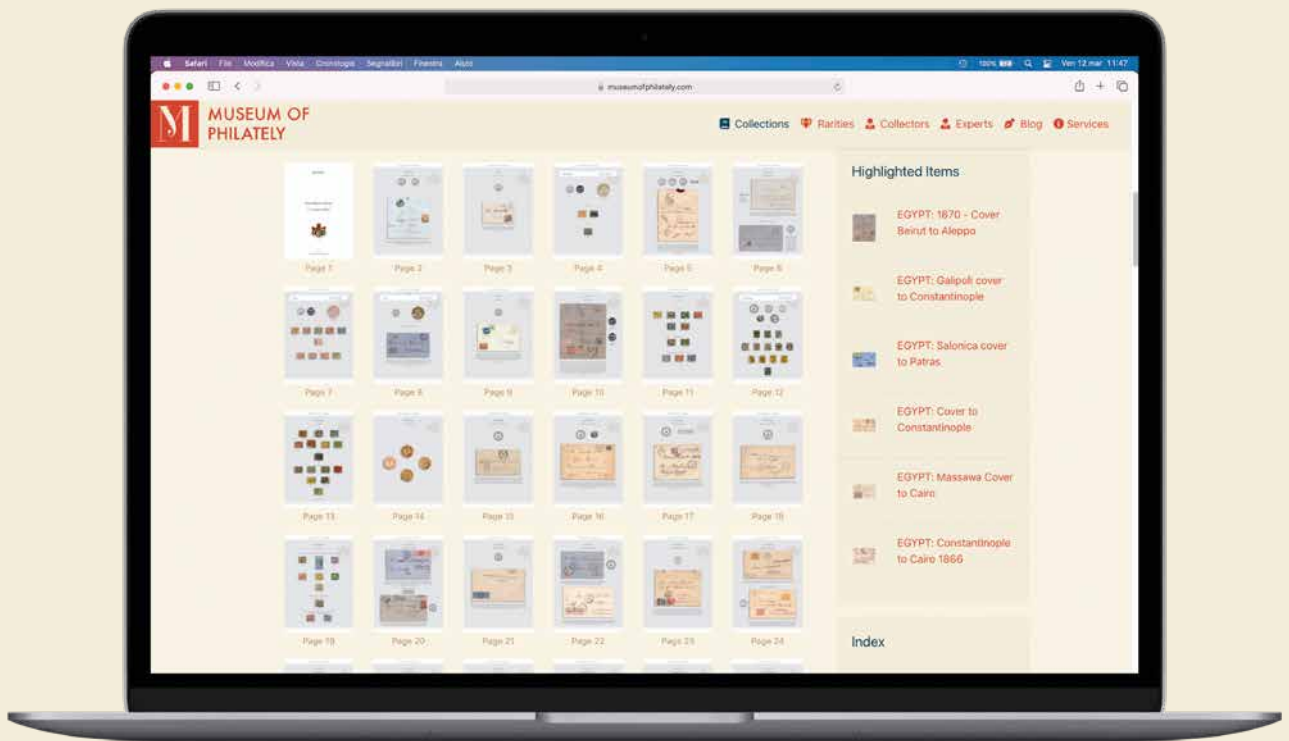 Safari File Modifica Vista Cronologia Segnalibri Finestra Aiuto
100% Ven 12 mar 11:47
museumofphilately.com
M
MUSEUM OF
PHILATELY
Collections Rarities Collectors Experts Blog Services
Page 1 Page 2 Page 3 Page 4 Page 5 Page 6
Page 7 Page 8 Page 9 Page 10 Page 11 Page 12
Page 13 Page 14 Page 15 Page 16 Page 17 Page 18
Page 19 Page 20 Page 21 Page 22 Page 23 Page 24
Highlighted Items
EGYPT: 1870 - Cover
Beirut to Aleppo
EGYPT: Galipoli cover
to Constantinople
EGYPT: Salonica cover
to Patras
EGYPT: Cover to
Constantinople
EGYPT: Massawa Cover
to Cairo
EGYPT: Constantinople
to Cairo 1866
Index